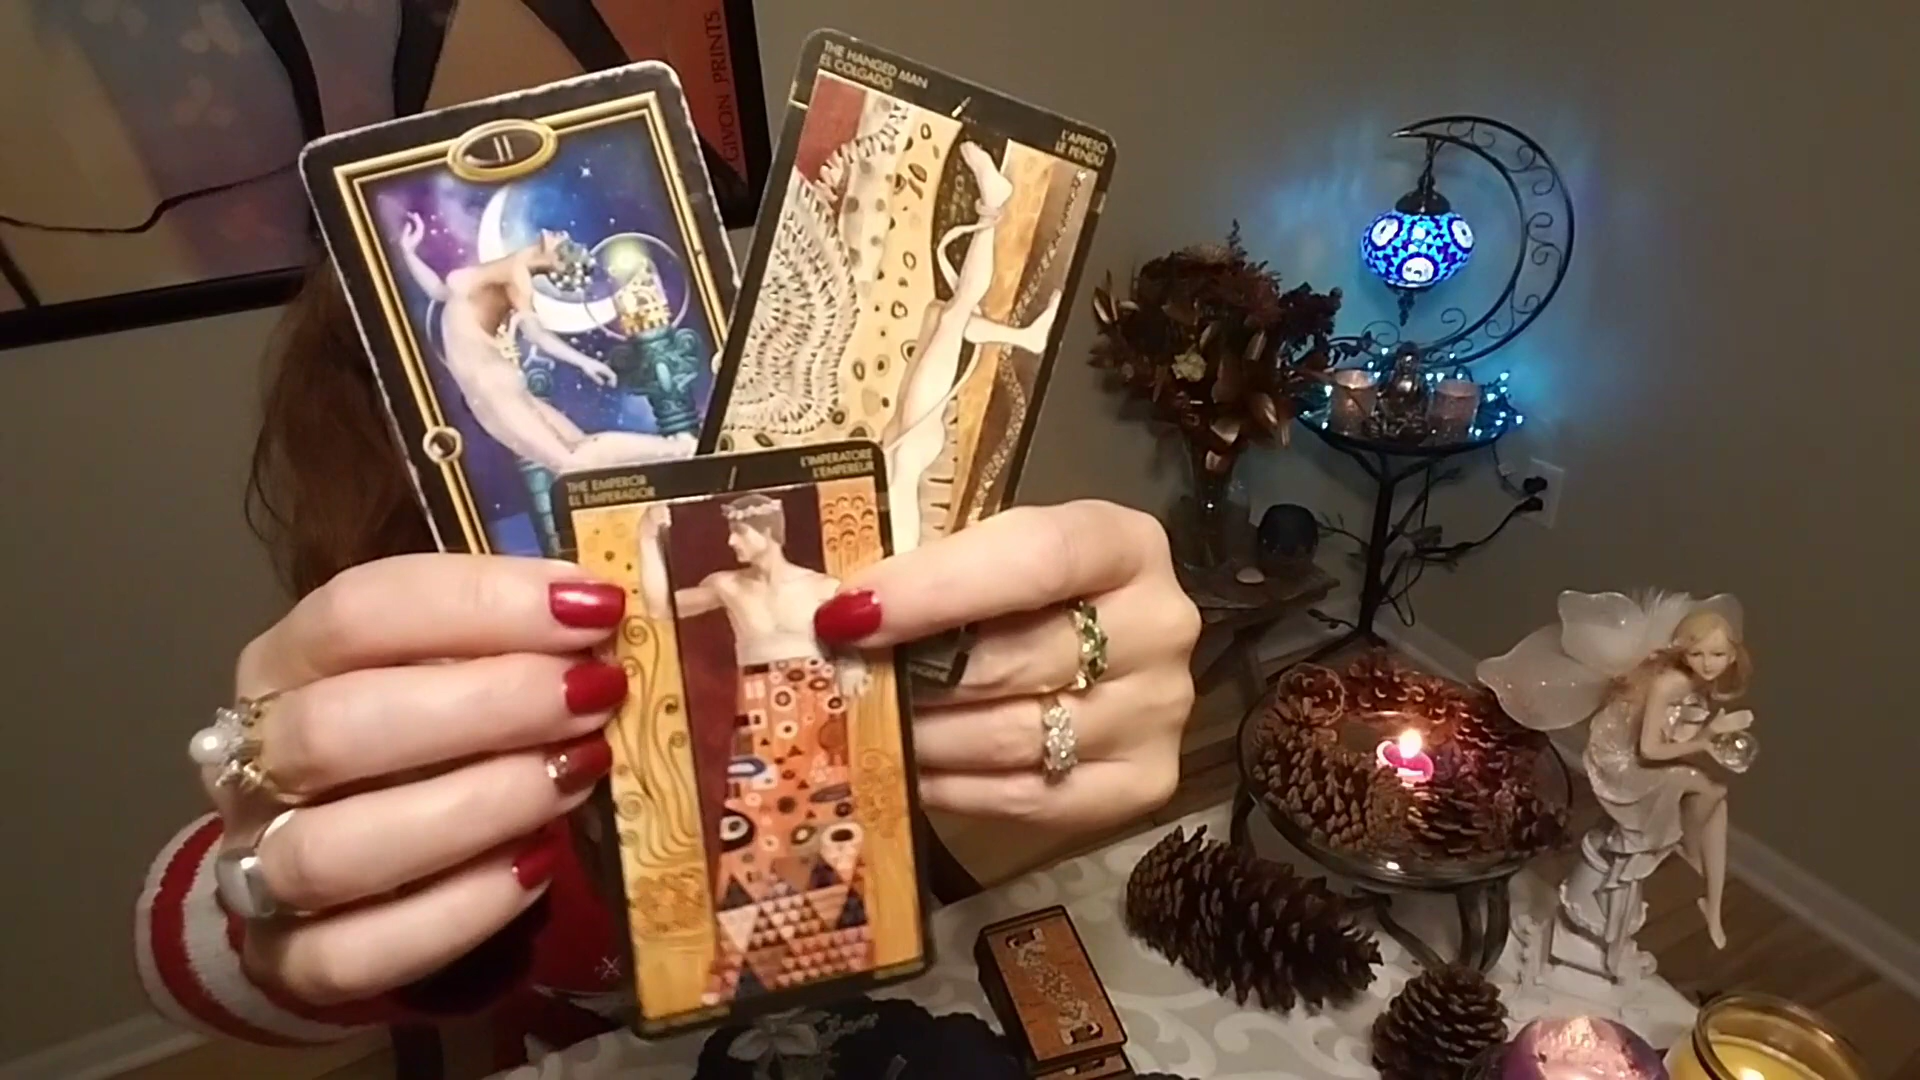 GIVON PRINTS
II
THE HANGED MAN
EL COLGADO
L'APPESO
LE PENDU
THE EMPEROR
EL EMPERADOR
L'IMPERATORE
L'EMPEREUR